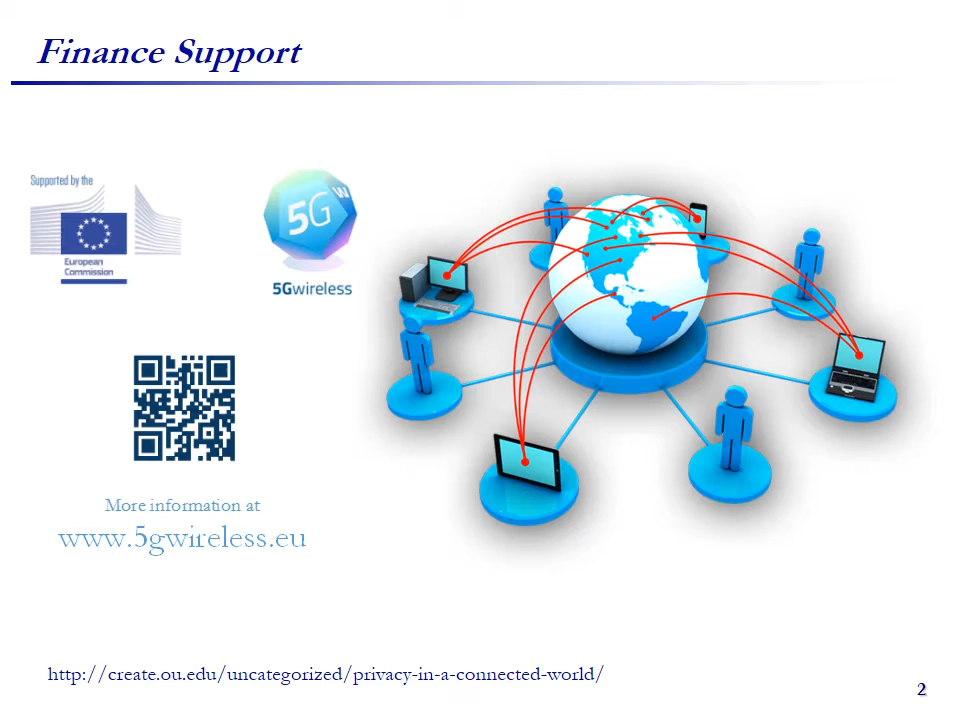 Finance Support
Supported by the
European
Commission
5G W
5Gwireless
More information at
www.5gwireless.eu
http://create.ou.edu/uncategorized/privacy-in-a-connected-world/
2